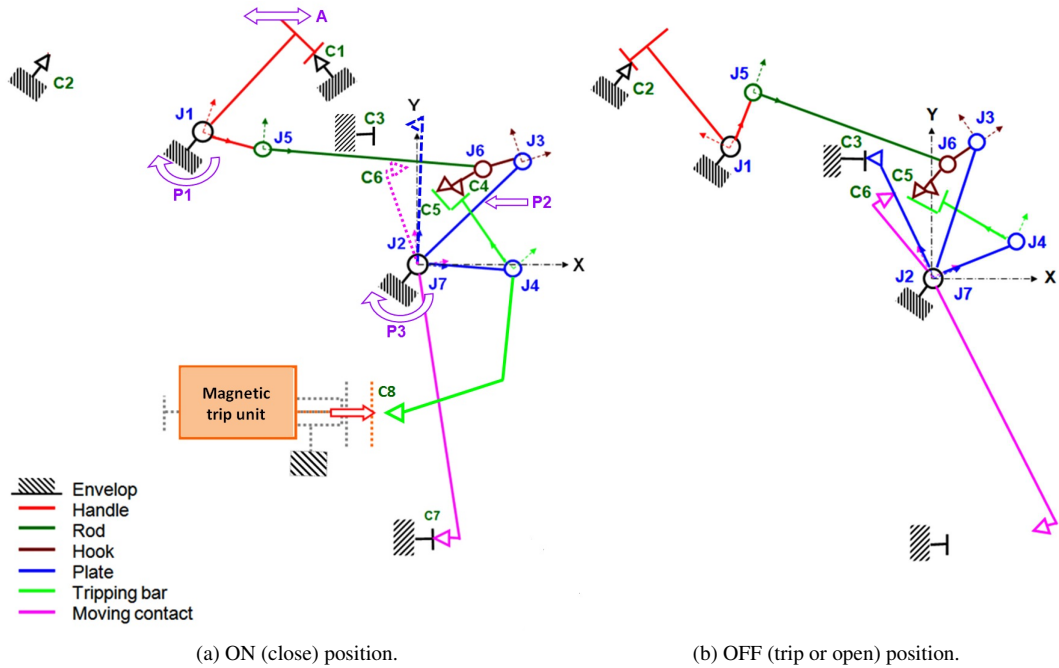 A
C1
C2
J1
J5
C3
Y
J3
J6
C6
C4
C5
P1
P2
J2
X
J7
J4
P3
Magnetic
trip unit
C8
C7
Envelop
Handle
Rod
Hook
Plate
Tripping bar
Moving contact
(a) ON (close) position.
C2
J5
Y
J3
C3
J6
J1
C5
C6
J4
J2
X
J7
(b) OFF (trip or open) position.